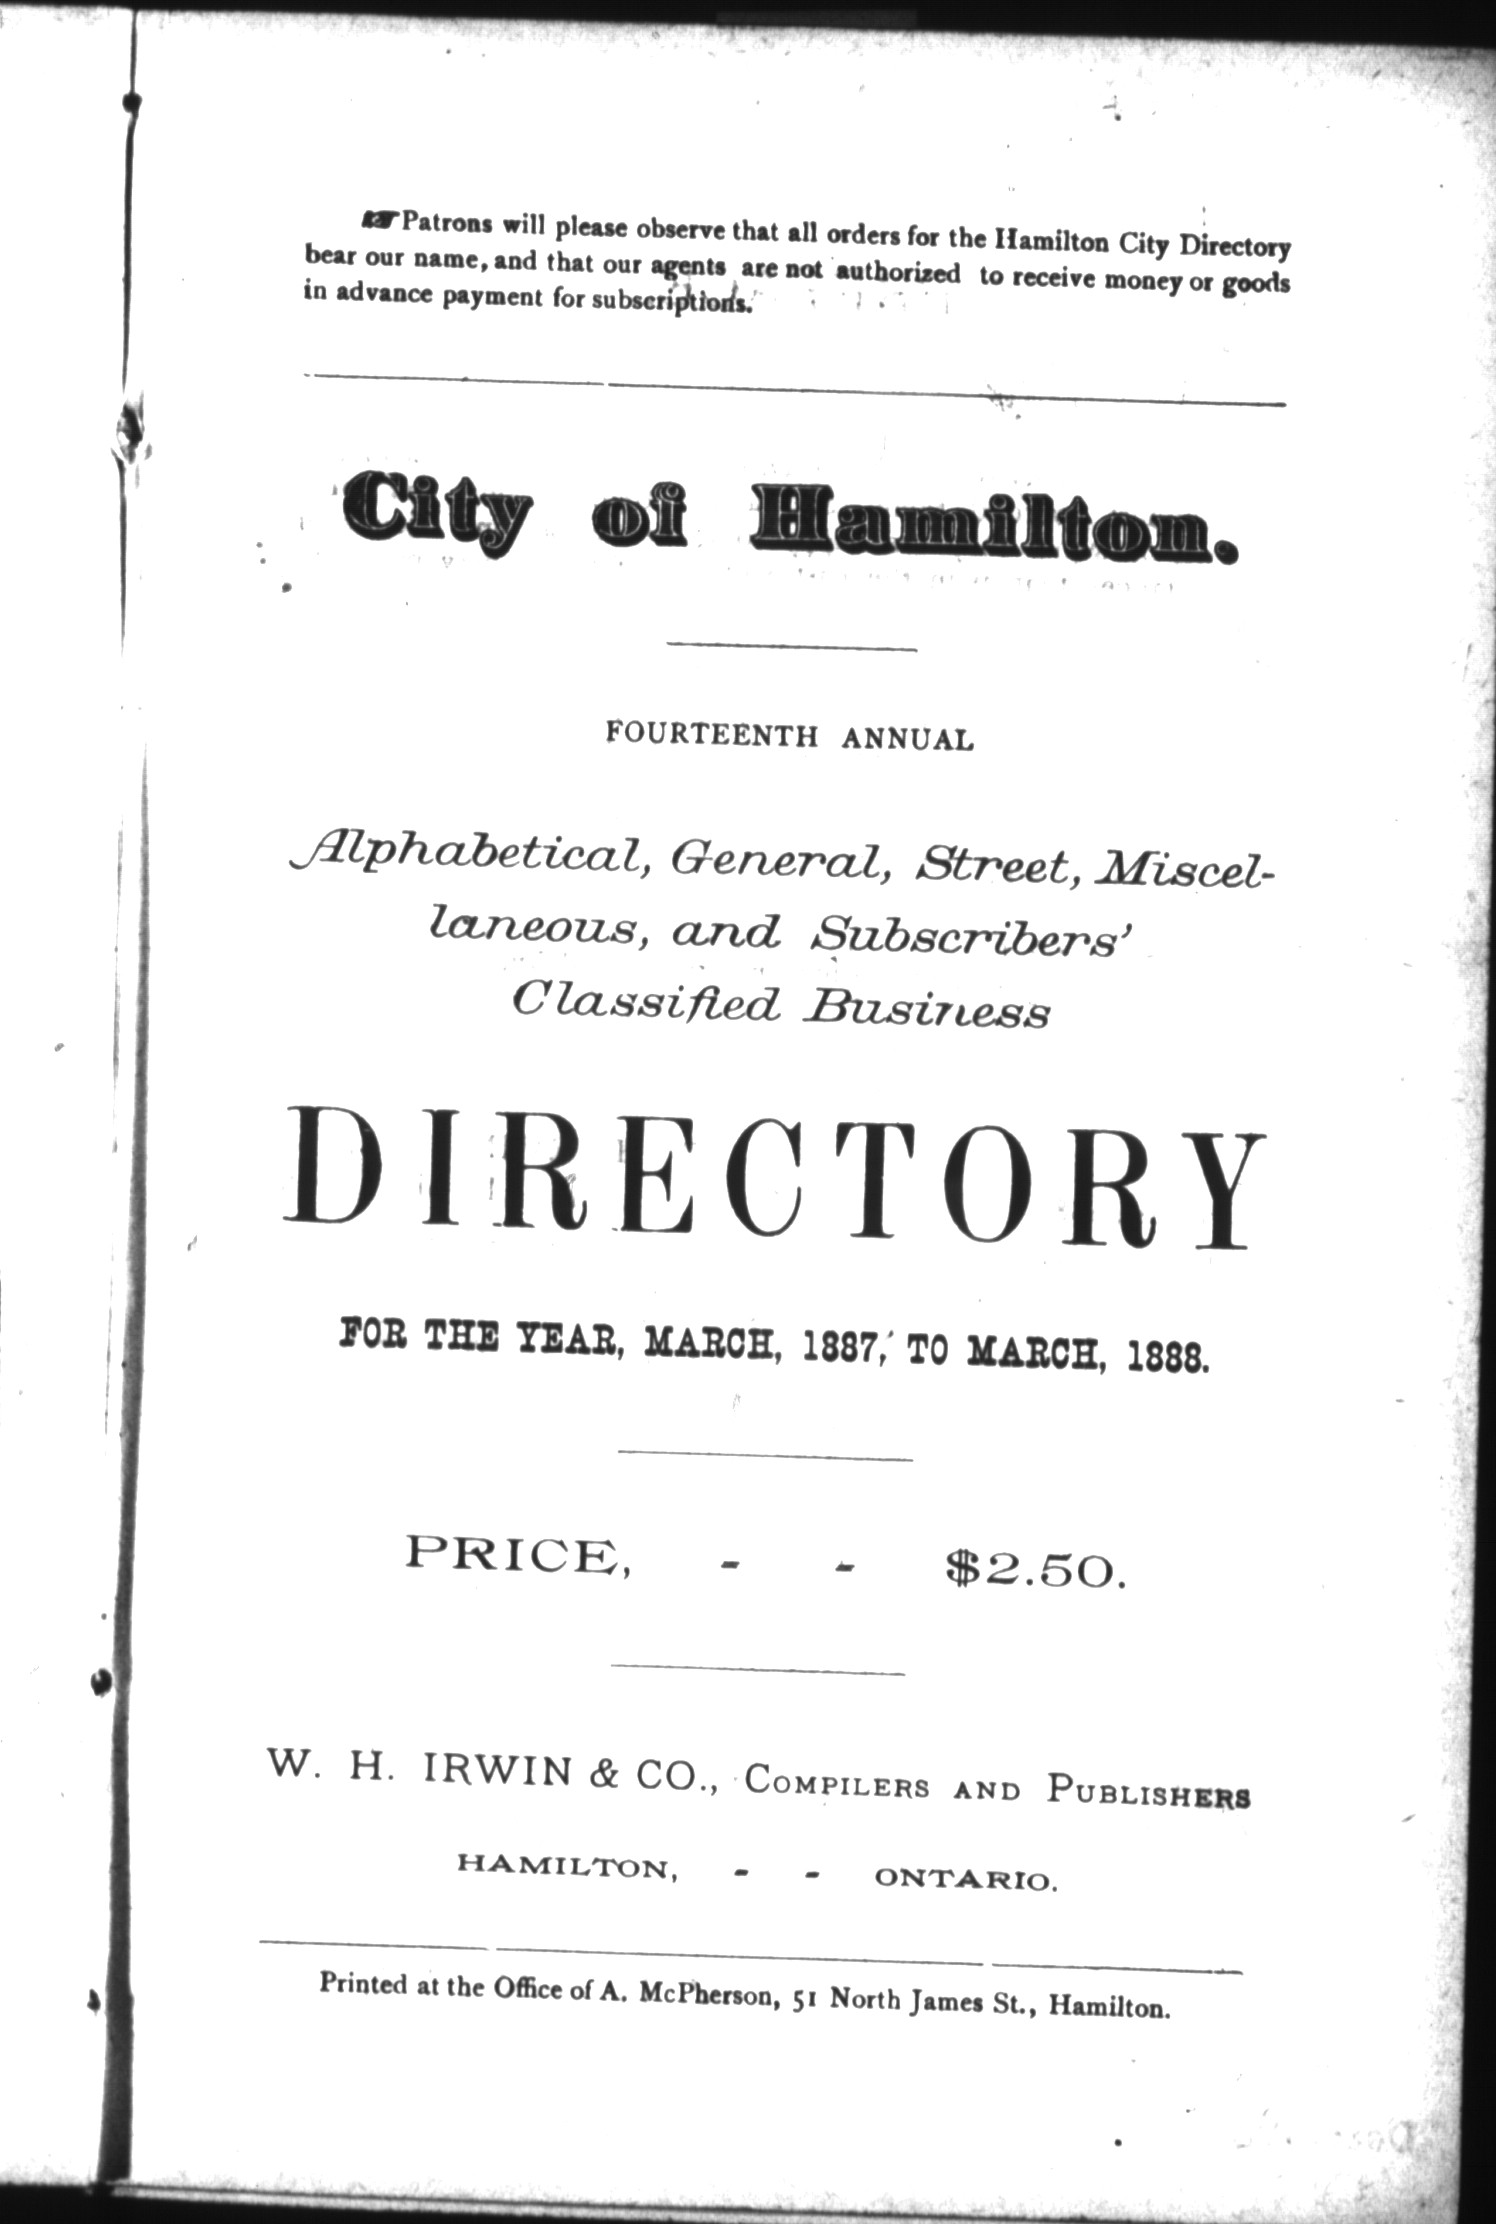 ☛Patrons will please observe that all orders for the Hamilton City Directory
bear our name, and that our agents are not authorized to receive money or goods
in advance payment for subscriptions.
City of Hamilton.
FOURTEENTH ANNUAL
Alphabetical, General, Street, Miscel-
laneous, and Subscribers'
Classified Business
DIRECTORY
FOR THE YEAR, MARCH, 1887, TO MARCH, 1888.
PRICE, - - $2.50.
W. H. IRWIN & CO., COMPILERS AND PUBLISHERS
HAMILTON, - - ONTARIO.
Printed at the Office of A. McPherson, 51 North James St., Hamilton.